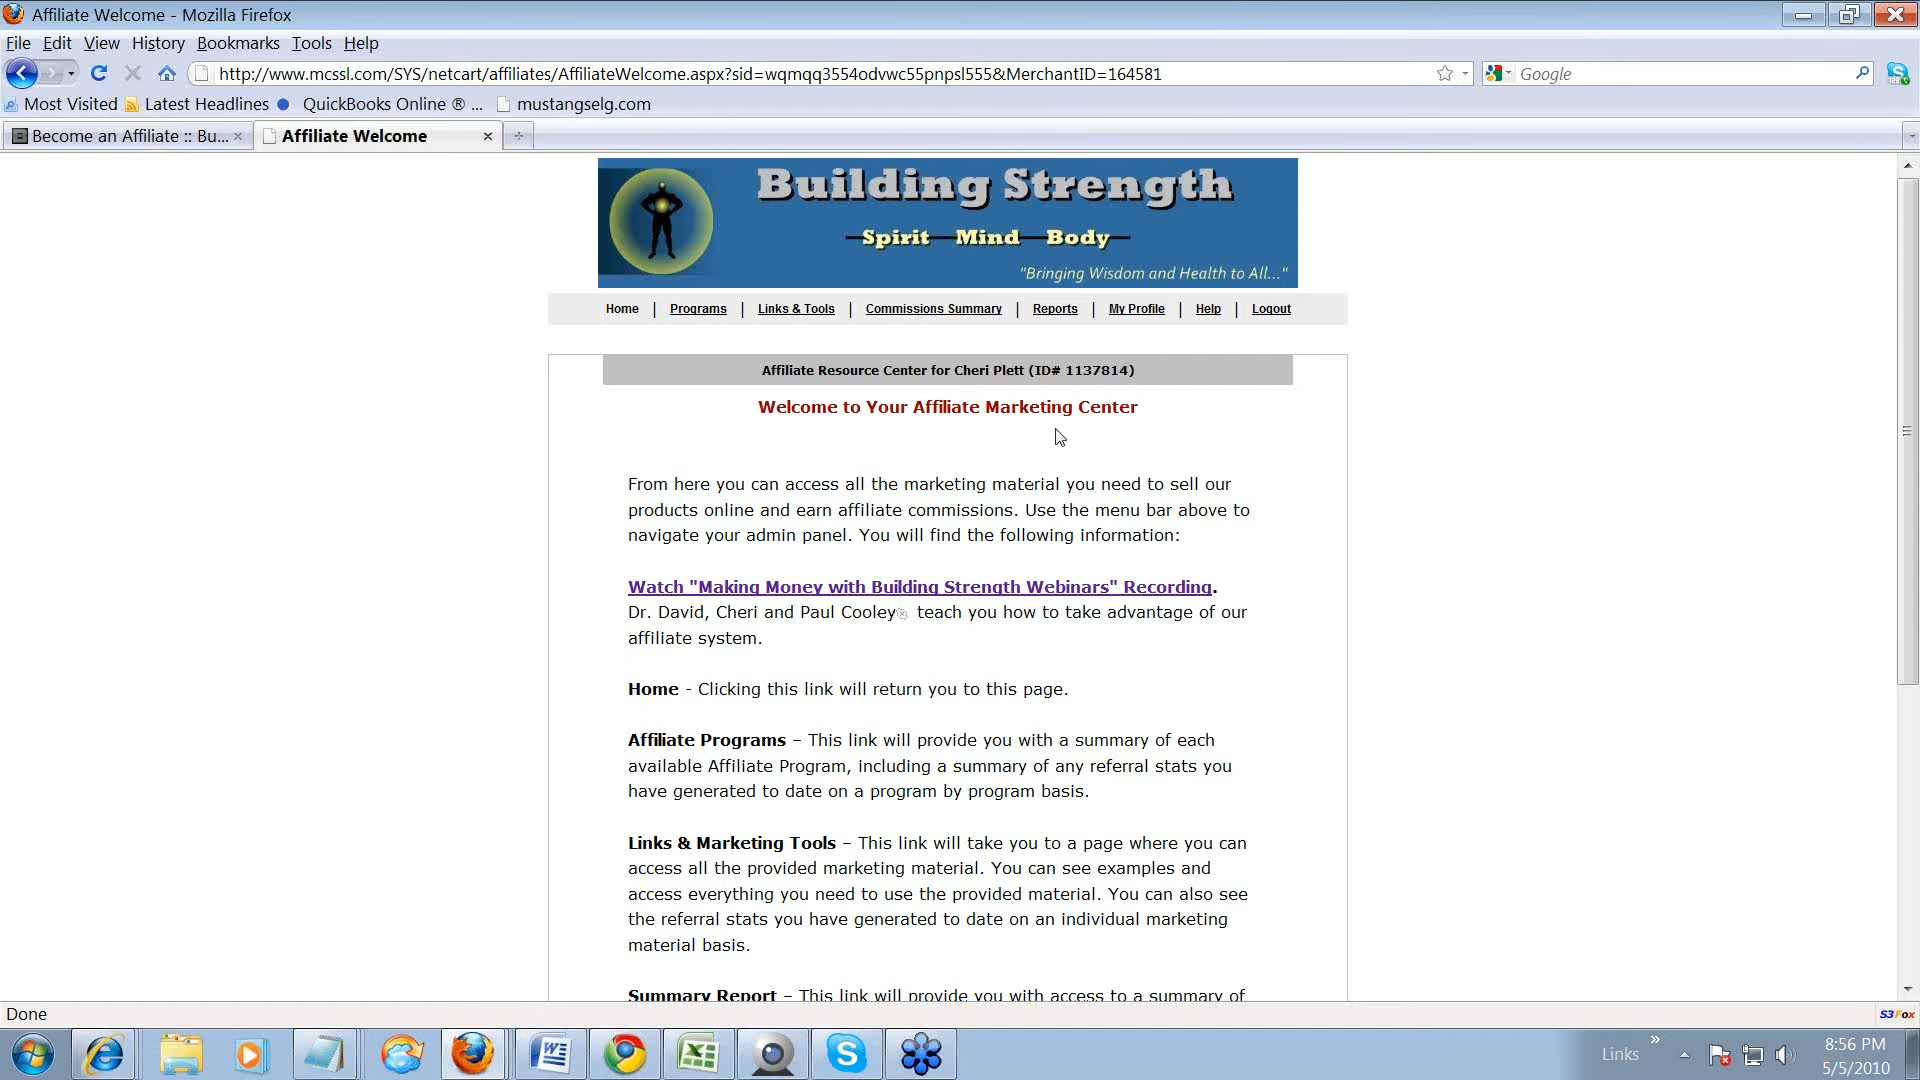 Affiliate Welcome - Mozilla Firefox
File Edit View History Bookmarks Tools Help
http://www.mcssl.com/SYS/netcart/affiliates/AffiliateWelcome.aspx?sid=wqmqq3554odvwc55pnpsl555&MerchantID=164581
Google
Most Visited Latest Headlines QuickBooks Online ® ... mustangselg.com
Become an Affiliate :: Bu... Affiliate Welcome
Building Strength
Spirit Mind Body
"Bringing Wisdom and Health to All..."
Home | Programs | Links & Tools | Commissions Summary | Reports | My Profile | Help | Logout
Affiliate Resource Center for Cheri Plett (ID# 1137814)
Welcome to Your Affiliate Marketing Center
From here you can access all the marketing material you need to sell our
products online and earn affiliate commissions. Use the menu bar above to
navigate your admin panel. You will find the following information:
Watch "Making Money with Building Strength Webinars" Recording.
Dr. David, Cheri and Paul Cooley teach you how to take advantage of our
affiliate system.
Home - Clicking this link will return you to this page.
Affiliate Programs – This link will provide you with a summary of each
available Affiliate Program, including a summary of any referral stats you
have generated to date on a program by program basis.
Links & Marketing Tools – This link will take you to a page where you can
access all the provided marketing material. You can see examples and
access everything you need to use the provided material. You can also see
the referral stats you have generated to date on an individual marketing
material basis.
Summary Report – This link will provide you with access to a summary of
Done
S3Fox
Links
8:56 PM
5/5/2010